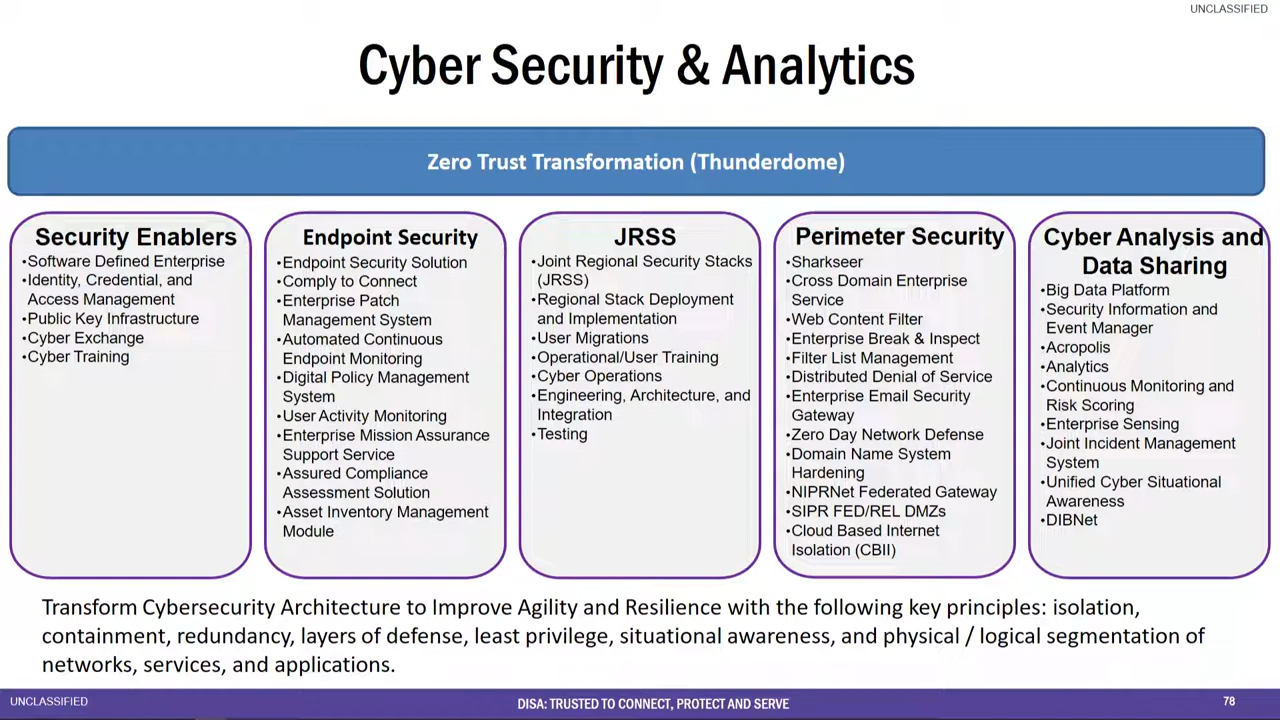 UNCLASSIFIED
Cyber Security & Analytics
Zero Trust Transformation (Thunderdome)
Security Enablers
•Software Defined Enterprise
•Identity, Credential, and
Access Management
•Public Key Infrastructure
•Cyber Exchange
•Cyber Training
Endpoint Security
•Endpoint Security Solution
•Comply to Connect
•Enterprise Patch
Management System
•Automated Continuous
Endpoint Monitoring
•Digital Policy Management
System
•User Activity Monitoring
•Enterprise Mission Assurance
Support Service
•Assured Compliance
Assessment Solution
•Asset Inventory Management
Module
JRSS
•Joint Regional Security Stacks
(JRSS)
•Regional Stack Deployment
and Implementation
•User Migrations
•Operational/User Training
•Cyber Operations
•Engineering, Architecture, and
Integration
•Testing
Perimeter Security
•Sharkseer
•Cross Domain Enterprise
Service
•Web Content Filter
•Enterprise Break & Inspect
•Filter List Management
•Distributed Denial of Service
•Enterprise Email Security
Gateway
•Zero Day Network Defense
•Domain Name System
Hardening
•NIPRNet Federated Gateway
•SIPR FED/REL DMZs
•Cloud Based Internet
Isolation (CBII)
Cyber Analysis and
Data Sharing
•Big Data Platform
•Security Information and
Event Manager
•Acropolis
•Analytics
•Continuous Monitoring and
Risk Scoring
•Enterprise Sensing
•Joint Incident Management
System
•Unified Cyber Situational
Awareness
•DIBNet
Transform Cybersecurity Architecture to Improve Agility and Resilience with the following key principles: isolation,
containment, redundancy, layers of defense, least privilege, situational awareness, and physical / logical segmentation of
networks, services, and applications.
UNCLASSIFIED
DISA: TRUSTED TO CONNECT, PROTECT AND SERVE
78